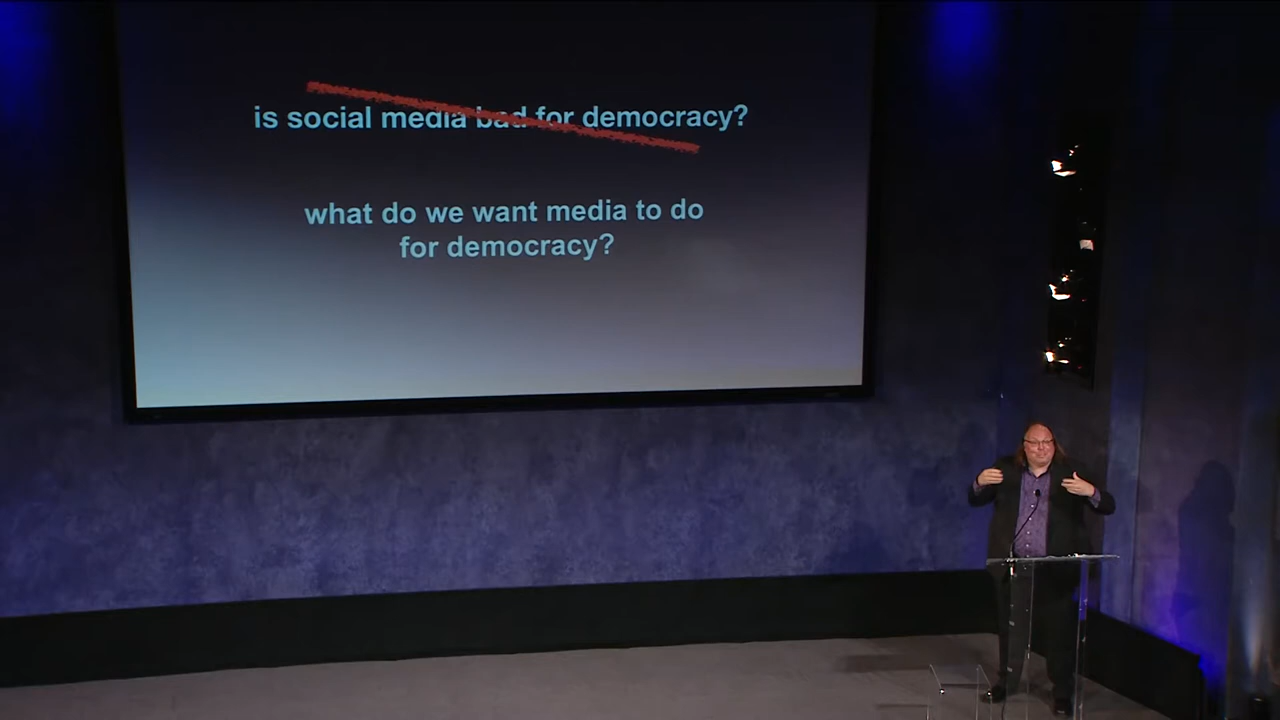 is social media bad for democracy?
what do we want media to do
for democracy?